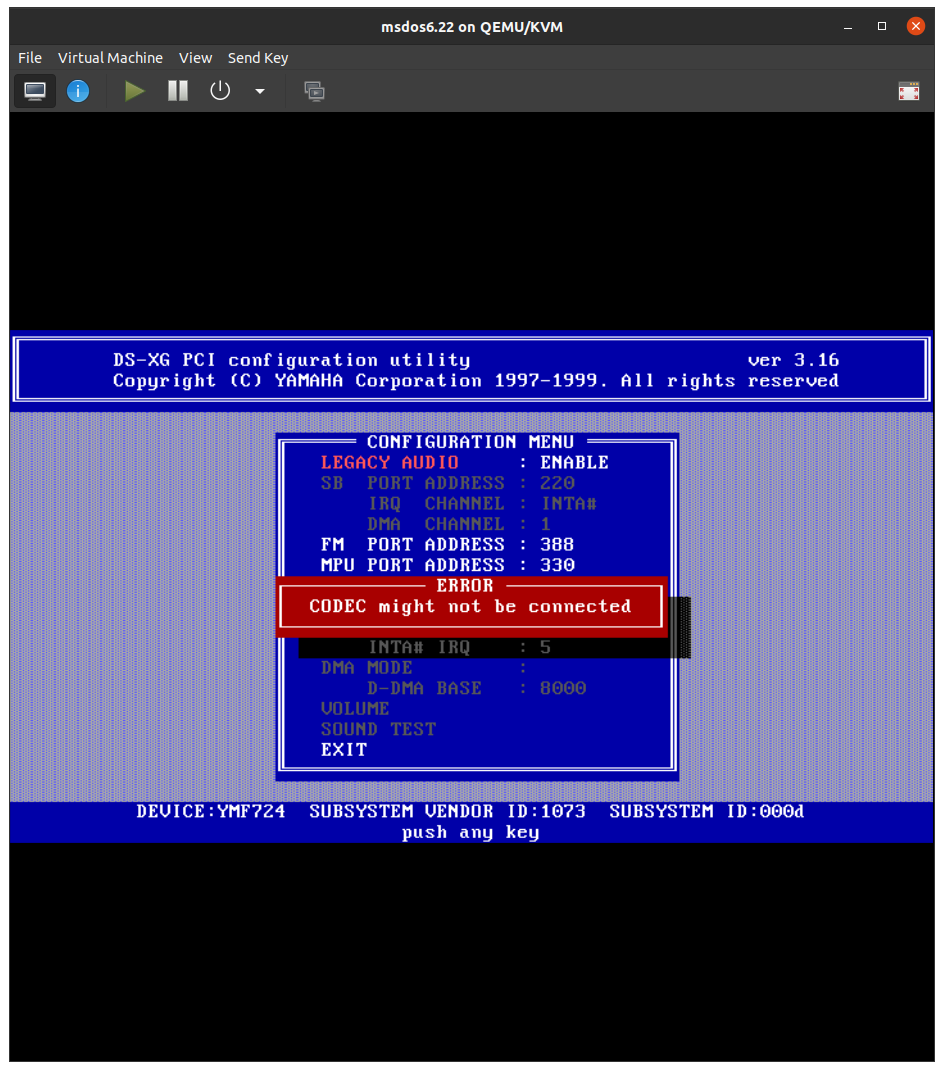 msdos6.22 on QEMU/KVM
File Virtual Machine View Send Key
DS-XG PCI configuration utility ver 3.16
Copyright (C) YAMAHA Corporation 1997-1999. All rights reserved
CONFIGURATION MENU
LEGACY AUDIO : ENABLE
SB PORT ADDRESS : 220
IRQ CHANNEL : INTA#
DMA CHANNEL : 1
FM PORT ADDRESS : 388
MPU PORT ADDRESS : 330
ERROR
CODEC might not be connected
INTA# IRQ : 5
DMA MODE :
D-DMA BASE : 8000
VOLUME
SOUND TEST
EXIT
DEVICE:YMF724 SUBSYSTEM VENDOR ID:1073 SUBSYSTEM ID:000d
push any key